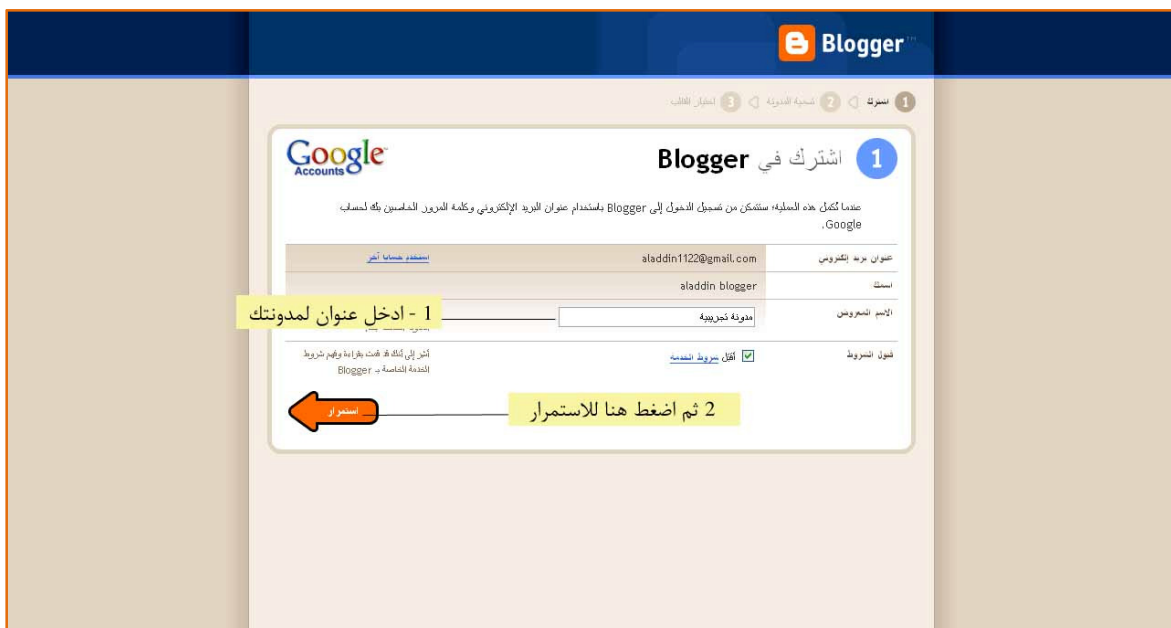 Blogger
1 اشترك 2 تسمية المدونة 3 اختيار القالب
1 اشترك في Blogger
Google Accounts
عندما تُكمل هذه العملية، ستتمكن من تسجيل الدخول إلى Blogger باستخدام عنوان البريد الإلكتروني وكلمة المرور الخاصين بك لحساب
Google.
عنوان بريد إلكتروني aladdin1122@gmail.com استخدم حسابا آخر
اسمك aladdin blogger
الاسم المعروض مدونة تجريبية
1 - ادخل عنوان لمدونتك
قبول الشروط أقبل شروط الخدمة أشر إلى أنك قد قمت بقراءة وفهم شروط
الخدمة الخاصة بـ Blogger
2 ثم اضغط هنا للاستمرار
استمرار